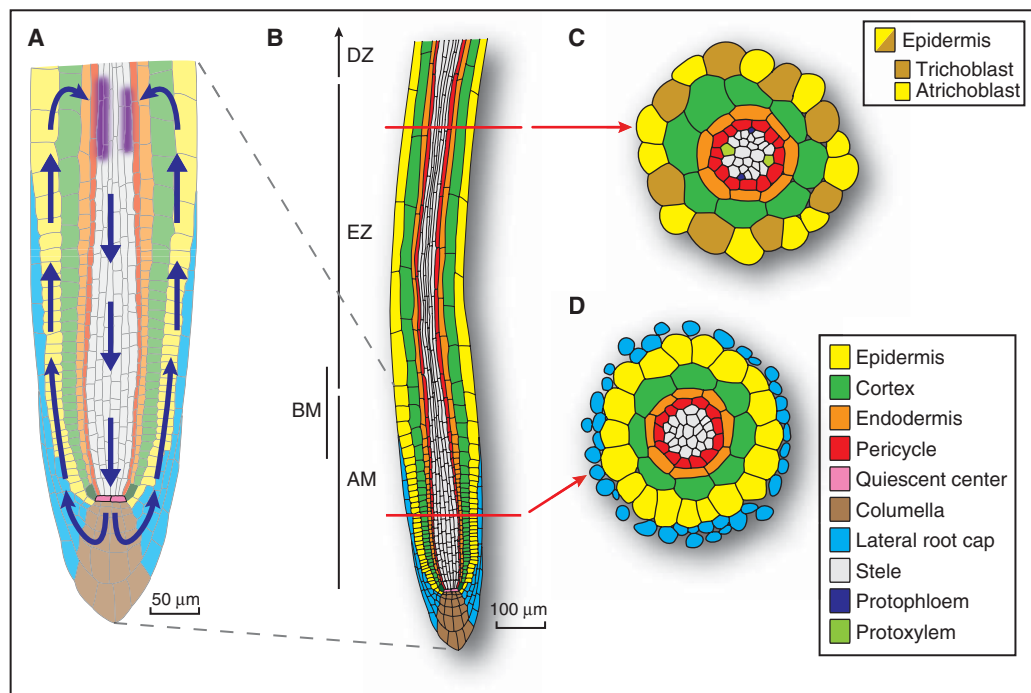 A
B
C
D
DZ
EZ
BM
AM
50 μm
100 μm
Epidermis
Trichoblast
Atrichoblast
Epidermis
Cortex
Endodermis
Pericycle
Quiescent center
Columella
Lateral root cap
Stele
Protophloem
Protoxylem